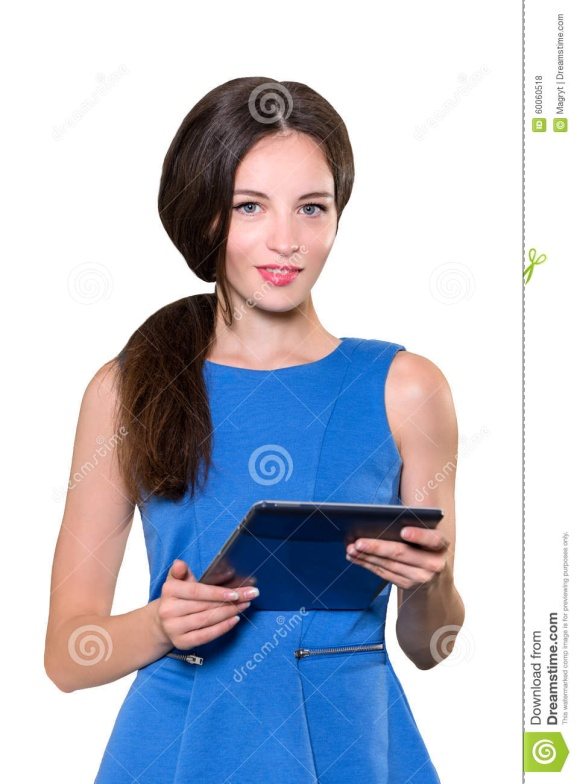 dreamstime
dreamstime
dreamstime
dreamstime
dreamstime
ID 60060518
© Magryt | Dreamstime.com
Download from
Dreamstime.com
This watermarked comp image is for previewing purposes only.